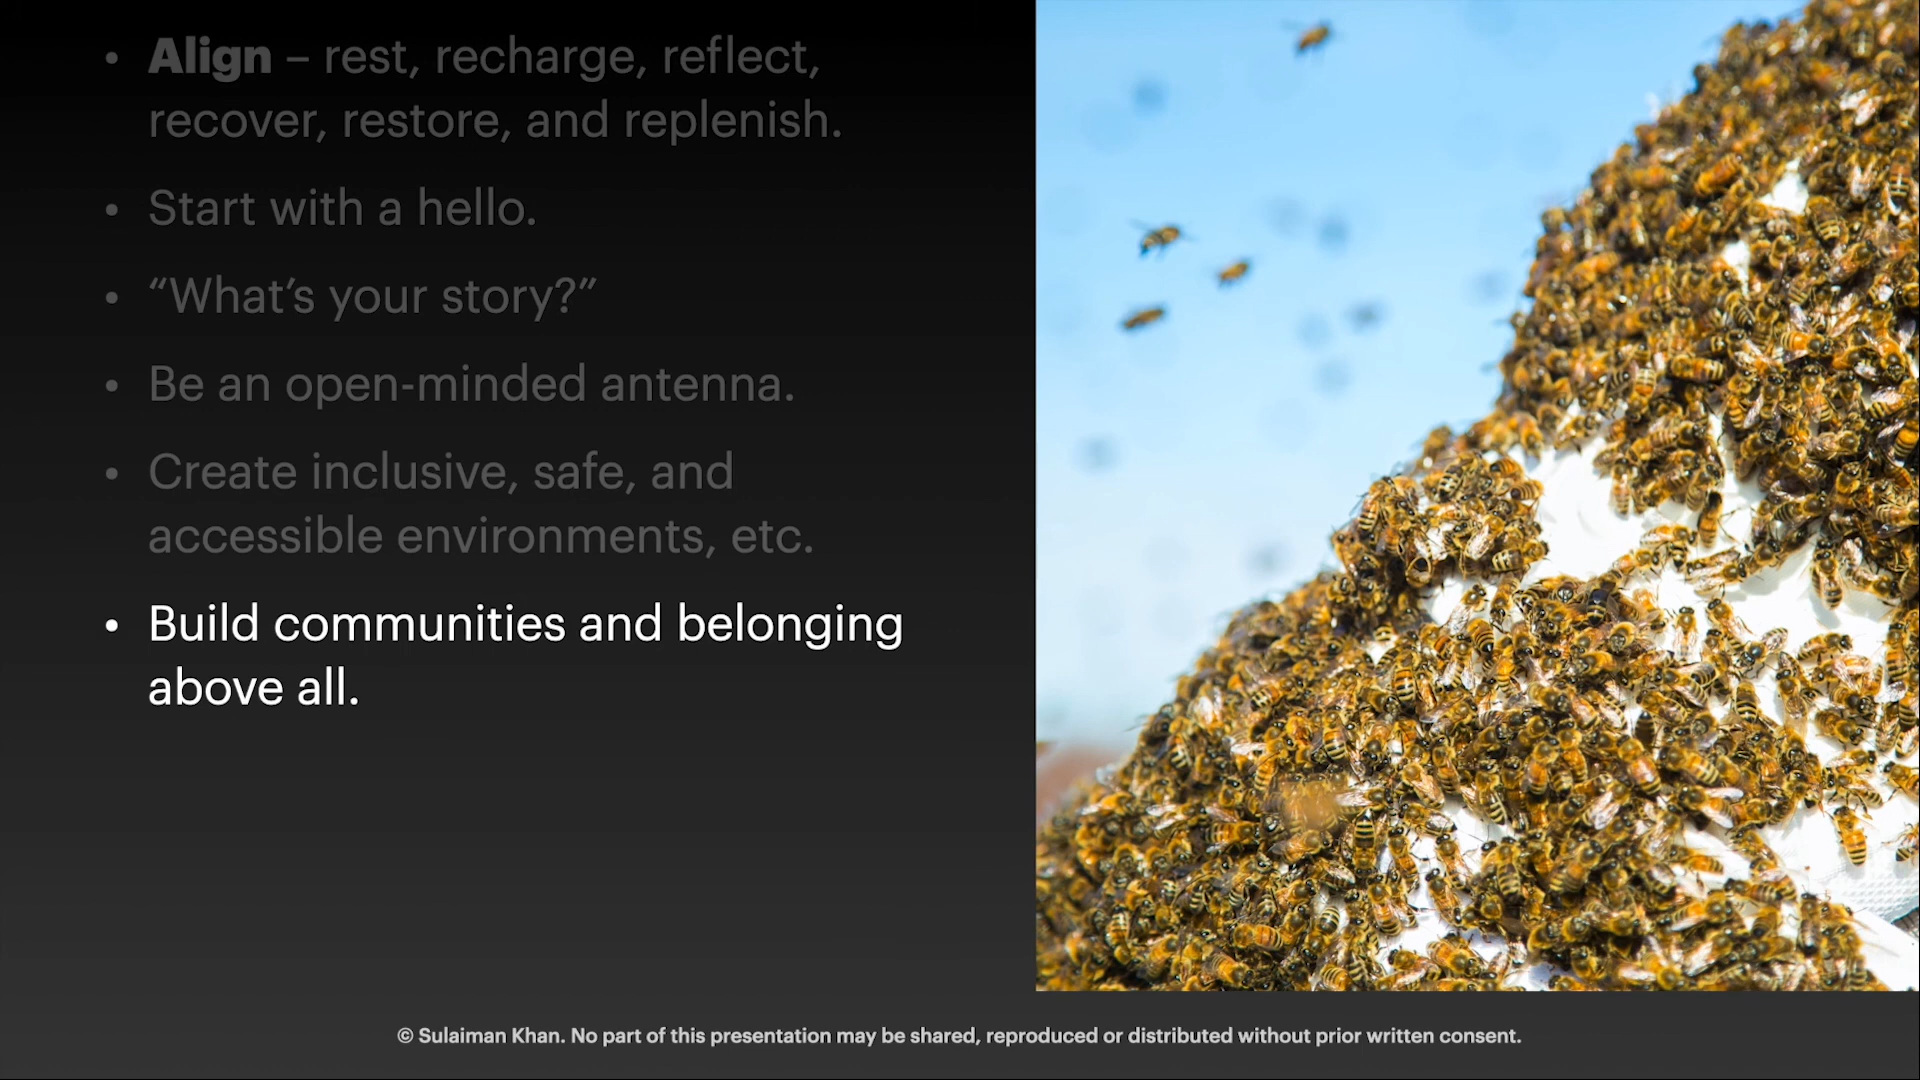 • Align – rest, recharge, reflect,
recover, restore, and replenish.
• Start with a hello.
• “What’s your story?”
• Be an open-minded antenna.
• Create inclusive, safe, and
accessible environments, etc.
• Build communities and belonging
above all.
© Sulaiman Khan. No part of this presentation may be shared, reproduced or distributed without prior written consent.